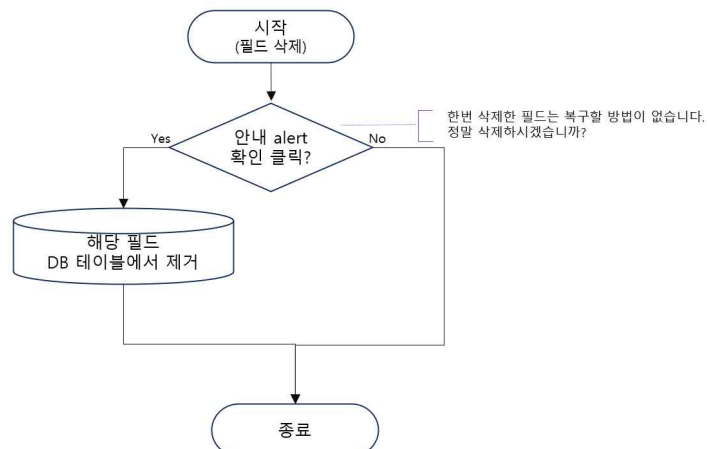 시작
(필드 삭제)
한번 삭제한 필드는 복구할 방법이 없습니다.
정말 삭제하시겠습니까?
Yes
안내 alert
확인 클릭?
No
해당 필드
DB 테이블에서 제거
종료